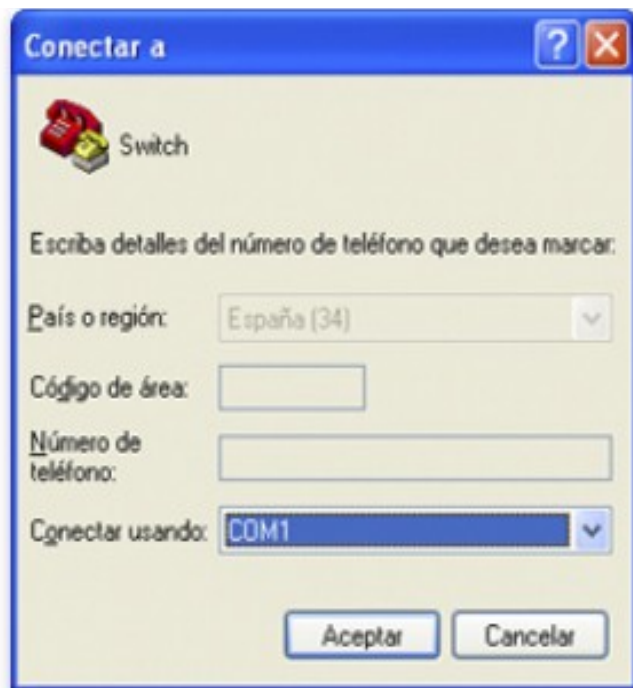 Conectar a
Switch
Escriba detalles del número de teléfono que desea marcar:
País o región: España (34)
Código de área:
Número de
teléfono:
Conectar usando: COM1
Aceptar Cancelar